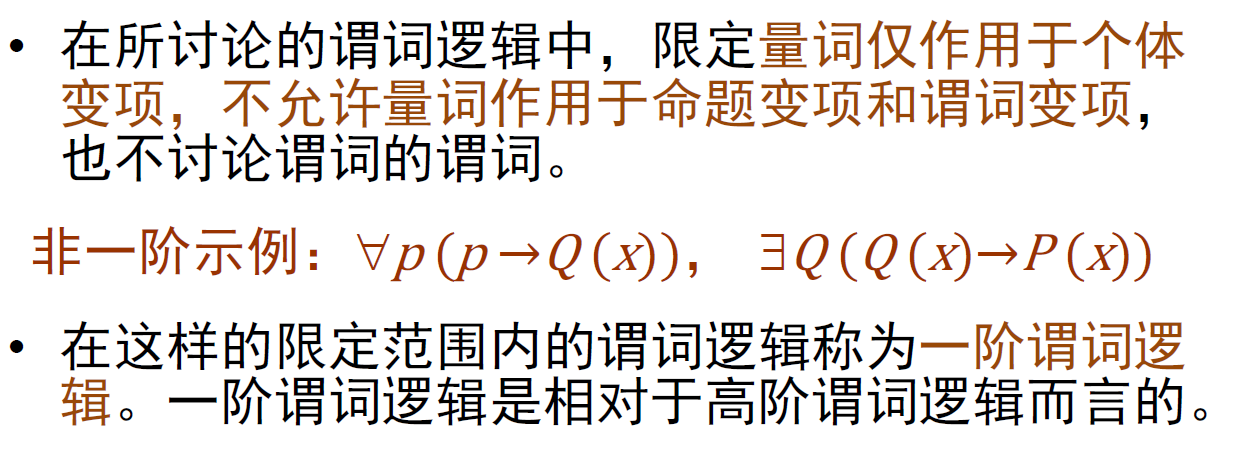 • 在所讨论的谓词逻辑中，限定量词仅作用于个体
变项，不允许量词作用于命题变项和谓词变项，
也不讨论谓词的谓词。
非一阶示例：∀p(p→Q(x))， ∃Q(Q(x)→P(x))
• 在这样的限定范围内的谓词逻辑称为一阶谓词逻
辑。一阶谓词逻辑是相对于高阶谓词逻辑而言的。